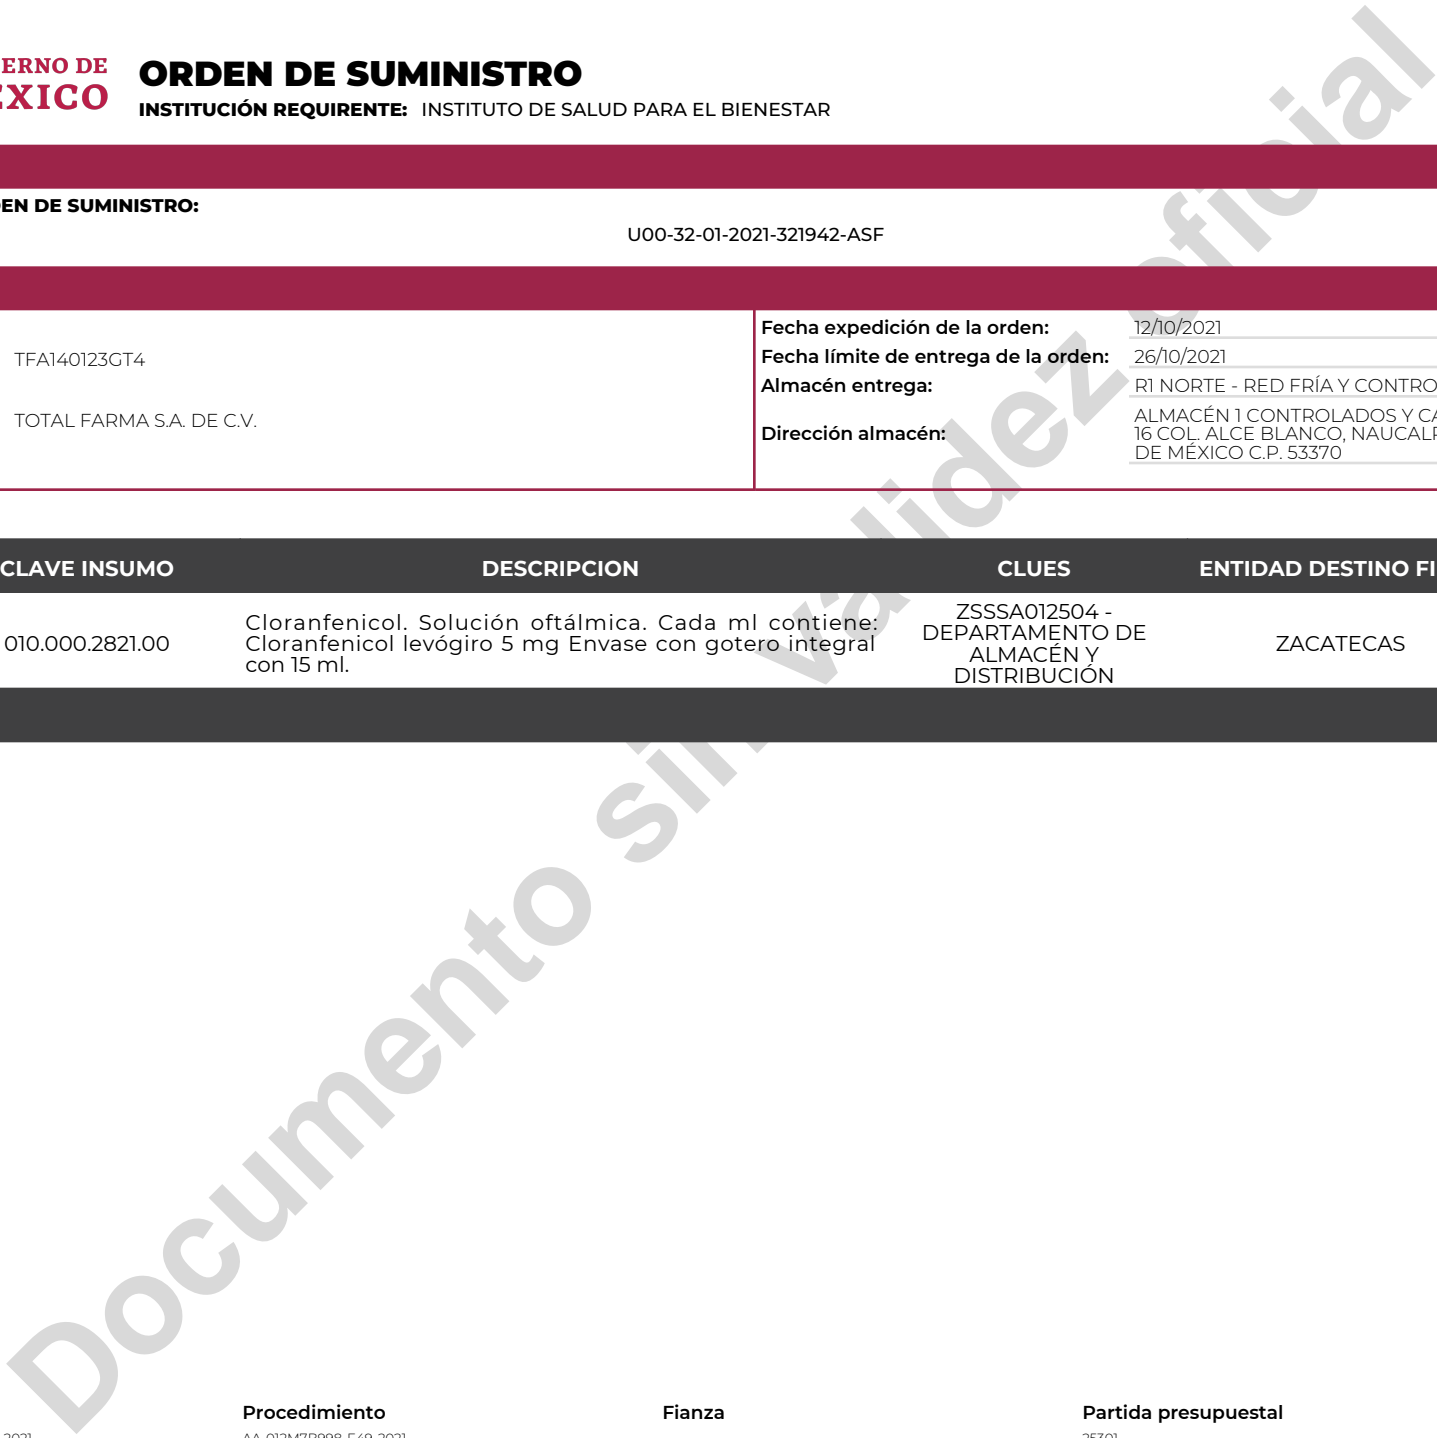 ERNO DE
ÉXICO
ORDEN DE SUMINISTRO
INSTITUCIÓN REQUIRENTE: INSTITUTO DE SALUD PARA EL BIENESTAR
EN DE SUMINISTRO:
U00-32-01-2021-321942-ASF
TFA140123GT4
TOTAL FARMA S.A. DE C.V.
Fecha expedición de la orden: 12/10/2021
Fecha límite de entrega de la orden: 26/10/2021
Almacén entrega: R1 NORTE - RED FRÍA Y CONTRO
Dirección almacén: ALMACÉN 1 CONTROLADOS Y CA
16 COL. ALCE BLANCO, NAUCALP
DE MÉXICO C.P. 53370
CLAVE INSUMO DESCRIPCION CLUES ENTIDAD DESTINO FI
010.000.2821.00
Cloranfenicol. Solución oftálmica. Cada ml contiene:
Cloranfenicol levógiro 5 mg Envase con gotero integral
con 15 ml.
ZSSSA012504 -
DEPARTAMENTO DE
ALMACÉN Y
DISTRIBUCIÓN
ZACATECAS
Documento sin validez oficial
Procedimiento Fianza Partida presupuestal